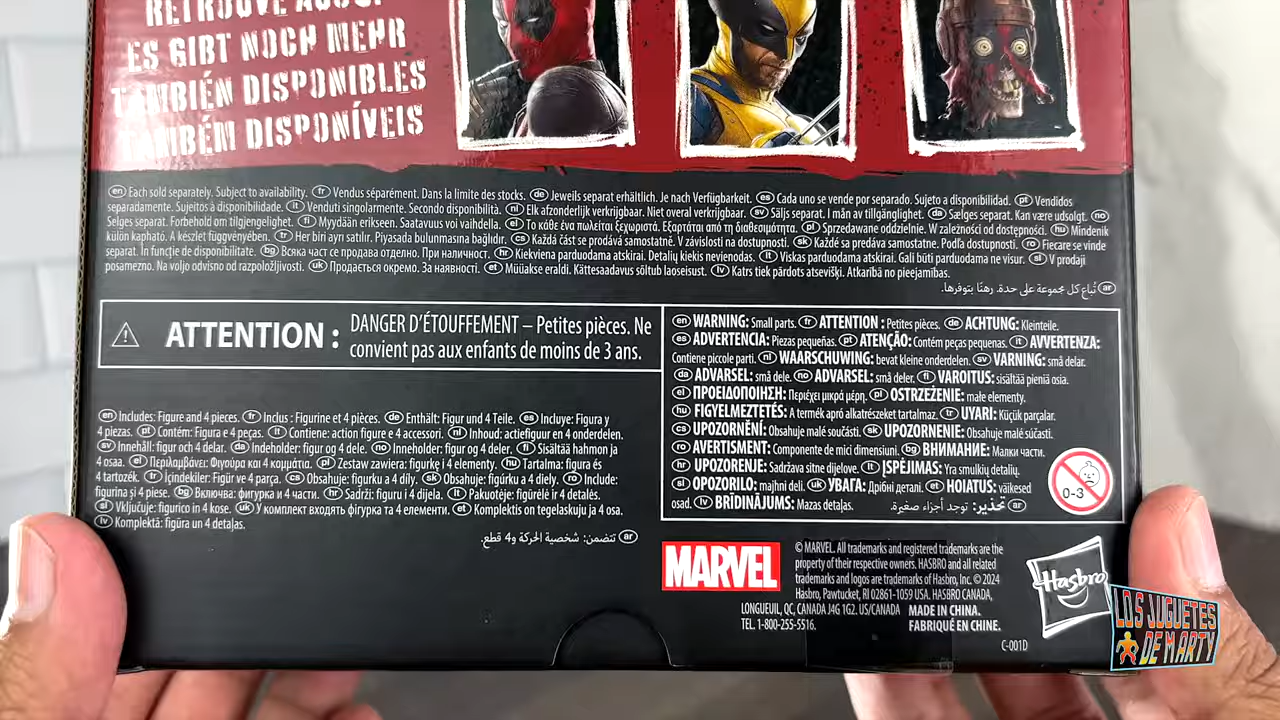 RETROUVE AUSSI
ES GIBT NOCH MEHR
TAMBIÉN DISPONIBLES
TAMBÉM DISPONÍVEIS
en Each sold separately. Subject to availability. fr Vendus séparément. Dans la limite des stocks. de Jeweils separat erhältlich. Je nach Verfügbarkeit. es Cada uno se vende por separado. Sujeto a disponibilidad. pt Vendidos
separadamente. Sujeitos à disponibilidade. it Venduti singolarmente. Secondo disponibilità. nl Elk afzonderlijk verkrijgbaar. Niet overal verkrijgbaar. sv Säljs separat. I mån av tillgänglighet. da Sælges separat. Kan være udsolgt. no
Selges separat. Forbehold om tilgjengelighet. fi Myydään erikseen. Saatavuus voi vaihdella. el Το κάθε ένα πωλείται ξεχωριστά. Εξαρτάται από τη διαθεσιμότητα. pl Sprzedawane oddzielnie. W zależności od dostępności. hu Mindenik
külön kapható. A készlet függvényében. tr Her biri ayrı satılır. Piyasada bulunmasına bağlıdır. cs Každá část se prodává samostatně. V závislosti na dostupnosti. sk Každá sa predáva samostatne. Podľa dostupnosti. ro Fiecare se vinde
separat. În funcție de disponibilitate. bg Всяка част се продава отделно. При наличност. hr Kiekviena parduodama atskirai. Detalių kiekis nevienodas. lt Viskas parduodama atskirai. Gali būti parduodama ne visur. sl V prodaji
posamezno. Na voljo odvisno od razpoložljivosti. uk Продається окремо. За наявності. et Müüakse eraldi. Kättesaadavus sõltub laoseisust. lv Katrs tiek pārdots atsevišķi. Atkarībā no pieejamības.
ar تُباع كل مجموعة على حدة. رهنًا بتوفرها.
ATTENTION : DANGER D'ÉTOUFFEMENT – Petites pièces. Ne
convient pas aux enfants de moins de 3 ans.
en WARNING: Small parts. fr ATTENTION : Petites pièces. de ACHTUNG: Kleinteile.
es ADVERTENCIA: Piezas pequeñas. pt ATENÇÃO: Contém peças pequenas. it AVVERTENZA:
Contiene piccole parti. nl WAARSCHUWING: bevat kleine onderdelen. sv VARNING: små delar.
da ADVARSEL: små dele. no ADVARSEL: små deler. fi VAROITUS: sisältää pieniä osia.
el ΠΡΟΕΙΔΟΠΟΙΗΣΗ: Περιέχει μικρά μέρη. pl OSTRZEŻENIE: małe elementy.
hu FIGYELMEZTETÉS: A termék apró alkatrészeket tartalmaz. tr UYARI: Küçük parçalar.
cs UPOZORNĚNÍ: Obsahuje malé součásti. sk UPOZORNENIE: Obsahuje malé súčasti.
ro AVERTISMENT: Componente de mici dimensiuni. bg ВНИМАНИЕ: Малки части.
hr UPOZORENJE: Sadržava sitne dijelove. lt ĮSPĖJIMAS: Yra smulkių detalių.
sl OPOZORILO: majhni deli. uk УВАГА: Дрібні деталі. et HOIATUS: väikesed
osad. lv BRĪDINĀJUMS: Mazas detaļas. ar تحذير: توجد أجزاء صغيرة.
0-3
en Includes: Figure and 4 pieces. fr Inclus : Figurine et 4 pièces. de Enthält: Figur und 4 Teile. es Incluye: Figura y
4 piezas. pt Contém: Figura e 4 peças. it Contiene: action figure e 4 accessori. nl Inhoud: actiefiguur en 4 onderdelen.
sv Innehåll: figur och 4 delar. da Indeholder: figur og 4 dele. no Inneholder: figur og 4 deler. fi Sisältää hahmon ja
4 osaa. el Περιλαμβάνει: Φιγούρα και 4 κομμάτια. pl Zestaw zawiera: figurkę i 4 elementy. hu Tartalma: figura és
4 tartozék. tr İçindekiler: Figür ve 4 parça. cs Obsahuje: figurku a 4 díly. sk Obsahuje: figúrku a 4 diely. ro Include:
figurina și 4 piese. bg Включва: фигурка и 4 части. hr Sadrži: figuru i 4 dijela. lt Pakuotėje: figūrėlė ir 4 detalės.
sl Vključuje: figurico in 4 kose. uk У комплект входять фігурка та 4 елементи. et Komplektis on tegelaskuju ja 4 osa.
lv Komplektā: figūra un 4 detaļas.
ar تتضمن: شخصية الحركة و4 قطع.
MARVEL
© MARVEL. All trademarks and registered trademarks are the
property of their respective owners. HASBRO and all related
trademarks and logos are trademarks of Hasbro, Inc. © 2024
Hasbro, Pawtucket, RI 02861-1059 USA. HASBRO CANADA,
LONGUEUIL, QC, CANADA J4G 1G2. US/CANADA
TEL. 1-800-255-5516.
MADE IN CHINA.
FABRIQUÉ EN CHINE.
Hasbro
C-001D
LOS JUGUETES
DE MARTY